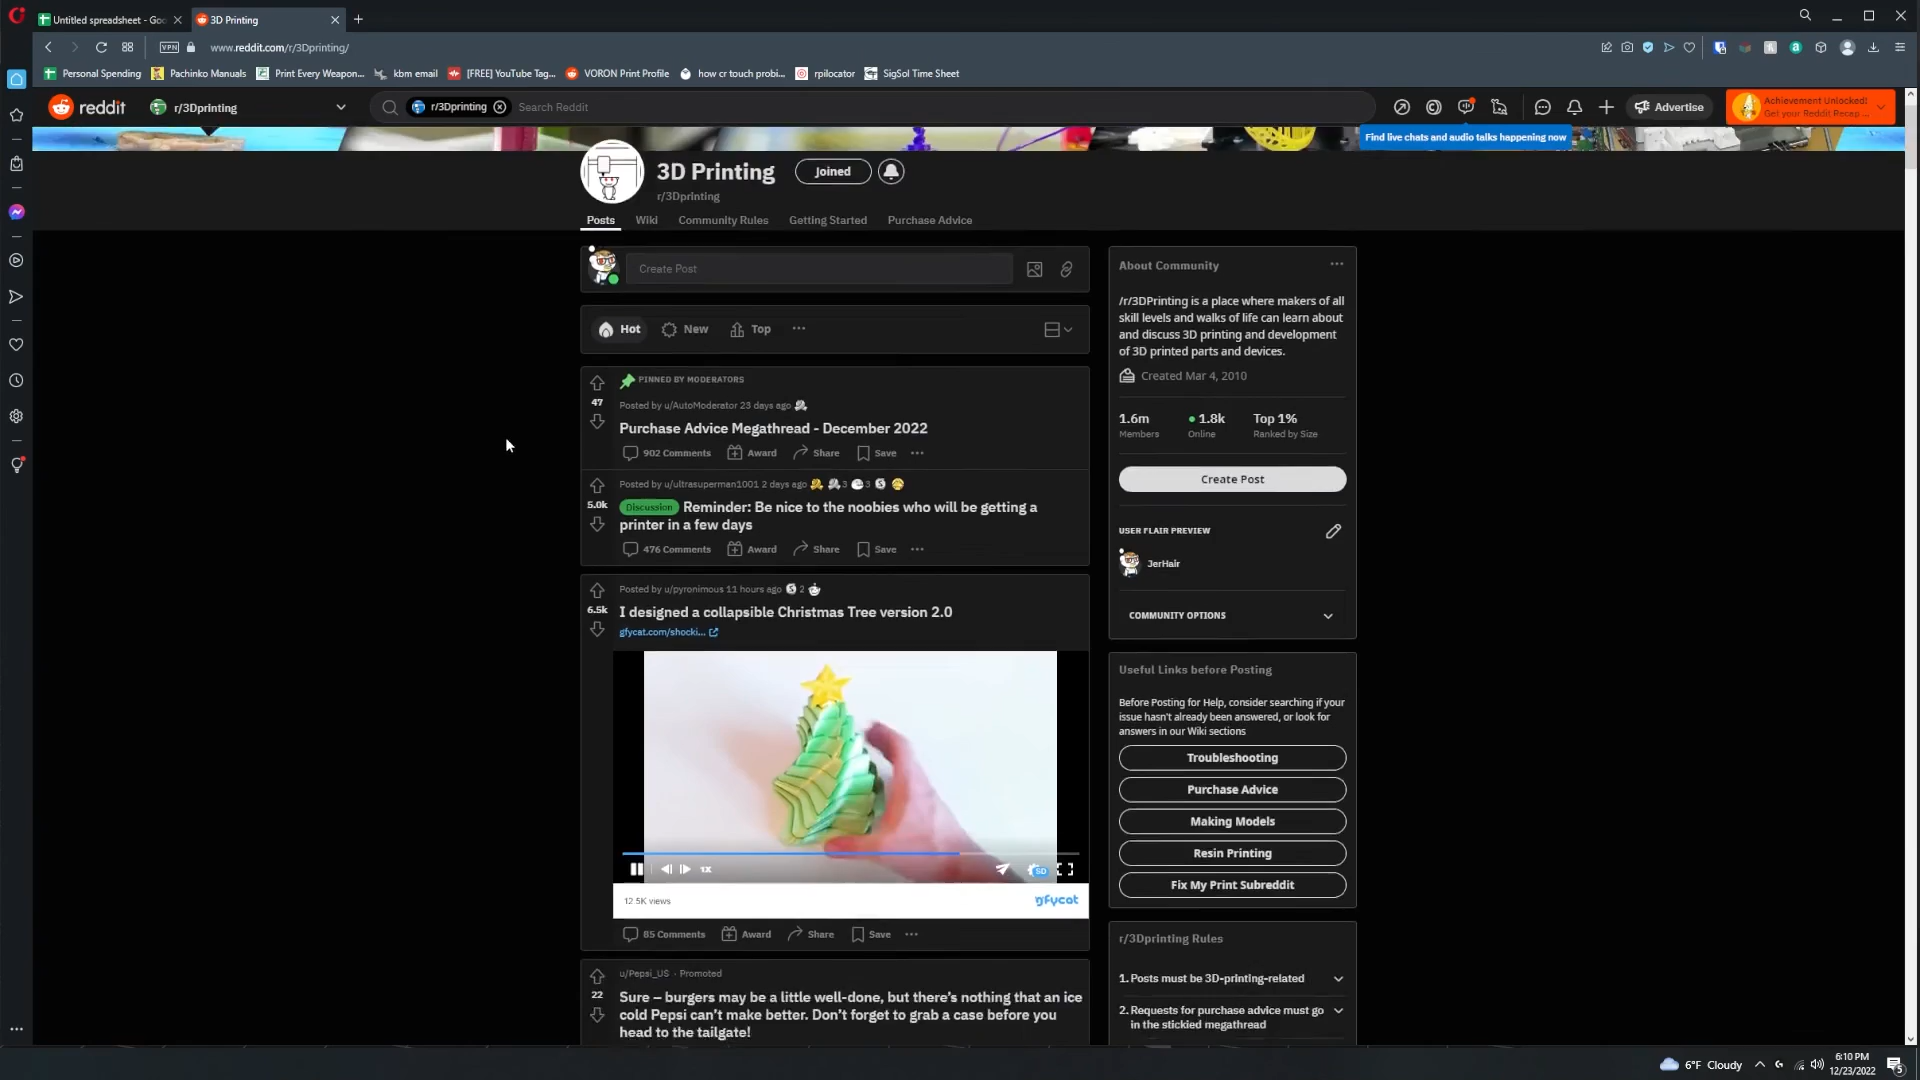 Untitled spreadsheet - Goo
3D Printing
VPN
www.reddit.com/r/3Dprinting/
Personal Spending
Pachinko Manuals
Print Every Weapon...
kbm email
[FREE] YouTube Tag...
VORON Print Profile
how cr touch probi...
rpilocator
SigSol Time Sheet
reddit
r/3Dprinting
r/3Dprinting
Search Reddit
Advertise
Achievement Unlocked!
Get your Reddit Recap ...
Find live chats and audio talks happening now
3D Printing
Joined
r/3Dprinting
Posts
Wiki
Community Rules
Getting Started
Purchase Advice
Create Post
Hot
New
Top
PINNED BY MODERATORS
47
Posted by u/AutoModerator 23 days ago
Purchase Advice Megathread - December 2022
902 Comments
Award
Share
Save
Posted by u/ultrasuperman1001 2 days ago
3
3
5.0k
Discussion
Reminder: Be nice to the noobies who will be getting a
printer in a few days
476 Comments
Award
Share
Save
Posted by u/pyronimous 11 hours ago
2
6.5k
I designed a collapsible Christmas Tree version 2.0
gfycat.com/shocki...
1X
SD
12.5K views
gfycat
85 Comments
Award
Share
Save
u/Pepsi_US · Promoted
22
Sure – burgers may be a little well-done, but there's nothing that an ice
cold Pepsi can't make better. Don't forget to grab a case before you
head to the tailgate!
About Community
/r/3DPrinting is a place where makers of all
skill levels and walks of life can learn about
and discuss 3D printing and development
of 3D printed parts and devices.
Created Mar 4, 2010
1.6m
1.8k
Top 1%
Members
Online
Ranked by Size
Create Post
USER FLAIR PREVIEW
JerHair
COMMUNITY OPTIONS
Useful Links before Posting
Before Posting for Help, consider searching if your
issue hasn't already been answered, or look for
answers in our Wiki sections
Troubleshooting
Purchase Advice
Making Models
Resin Printing
Fix My Print Subreddit
r/3Dprinting Rules
1. Posts must be 3D-printing-related
2. Requests for purchase advice must go
in the stickied megathread
6°F Cloudy
6:10 PM
12/23/2022
5